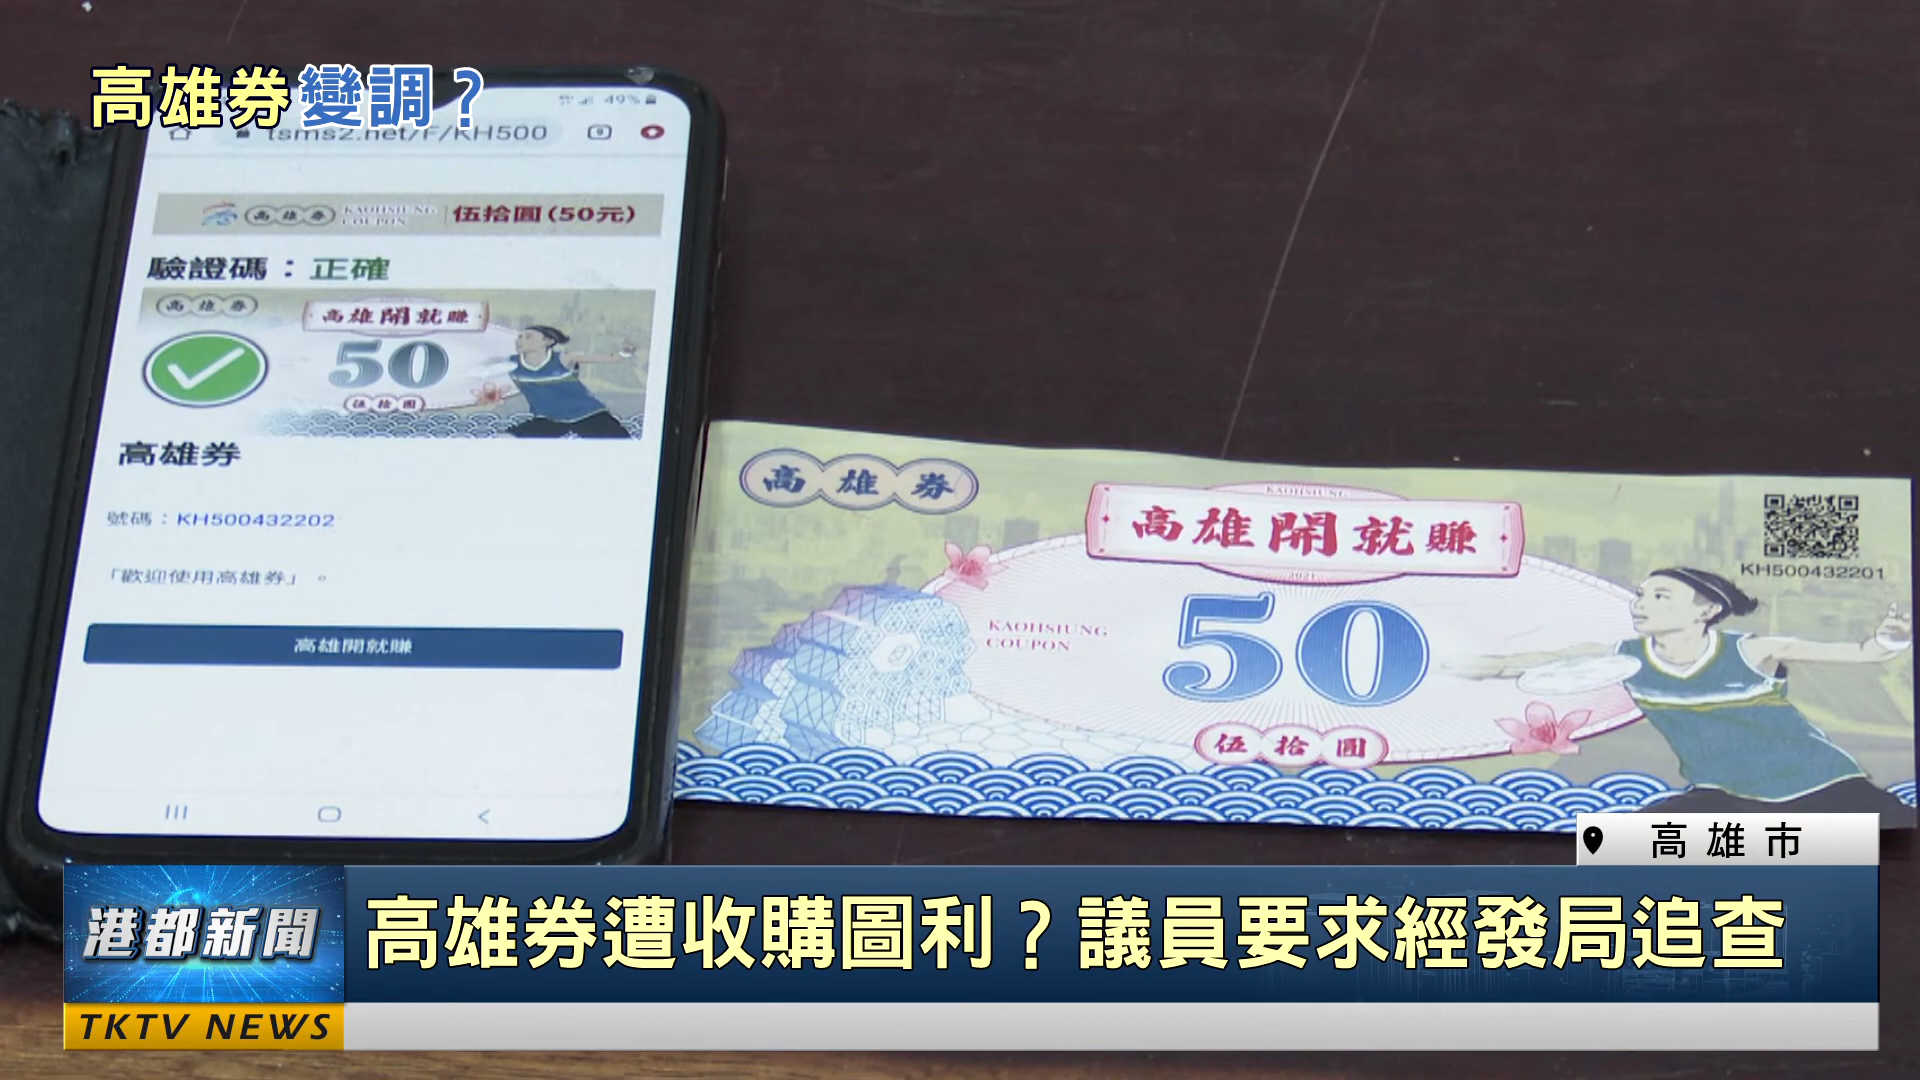 高雄券變調？
49%
tsms2.net/F/KH500
高雄券 KAOHSIUNG COUPON 伍拾圓(50元)
驗證碼：正確
高雄券
高雄開就賺
50
伍拾圓
高雄券
號碼：KH500432202
「歡迎使用高雄券」。
高雄開就賺
高雄券
KAOHSIUNG
高雄開就賺
2021
KH500432201
KAOHSIUNG
COUPON
50
伍拾圓
高雄市
港都新聞
高雄券遭收購圖利？議員要求經發局追查
TKTV NEWS